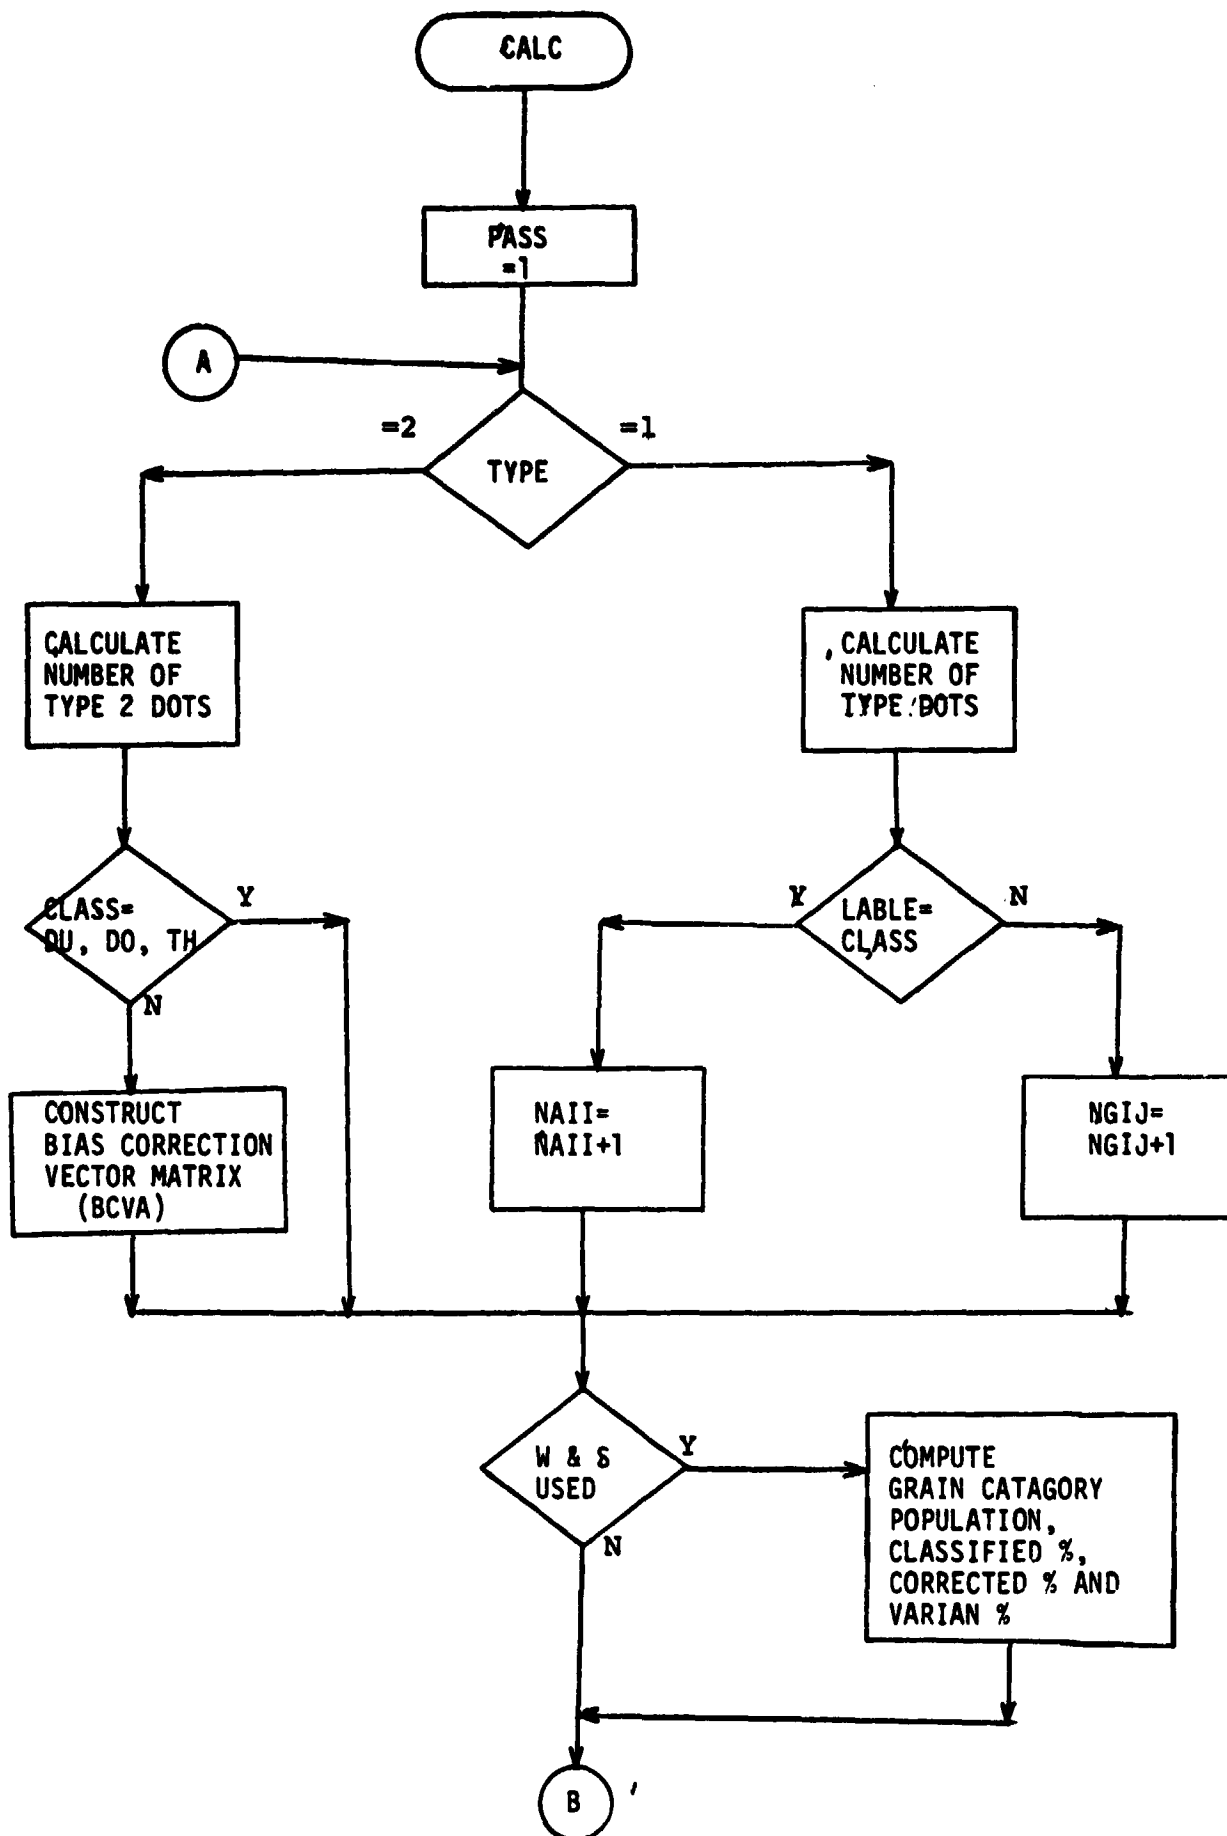 CALC
PASS
=1
A
=2
=1
TYPE
CALCULATE
NUMBER OF
TYPE 2 DOTS
CALCULATE
NUMBER OF
TYPE DOTS
CLASS=
DU, DO, TH
Y
N
Y
LABLE=
CLASS
N
CONSTRUCT
BIAS CORRECTION
VECTOR MATRIX
(BCVA)
NAII=
NAII+1
NGIJ=
NGIJ+1
W & S
USED
Y
N
COMPUTE
GRAIN CATAGORY
POPULATION,
CLASSIFIED %,
CORRECTED % AND
VARIAN %
B